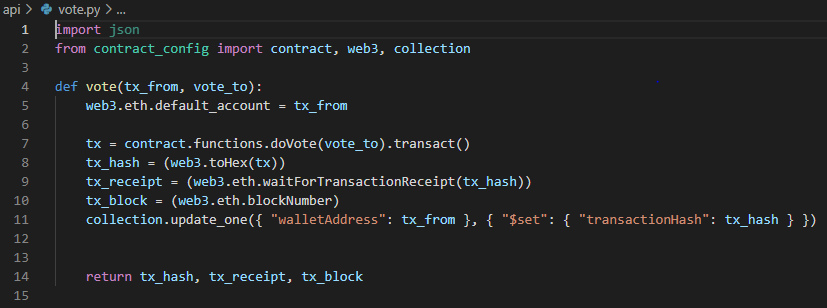 api > vote.py > ...
1 import json
2 from contract_config import contract, web3, collection
3
4 def vote(tx_from, vote_to):
5     web3.eth.default_account = tx_from
6
7     tx = contract.functions.doVote(vote_to).transact()
8     tx_hash = (web3.toHex(tx))
9     tx_receipt = (web3.eth.waitForTransactionReceipt(tx_hash))
10     tx_block = (web3.eth.blockNumber)
11     collection.update_one({ "walletAddress": tx_from }, { "$set": { "transactionHash": tx_hash } })
12
13
14     return tx_hash, tx_receipt, tx_block
15